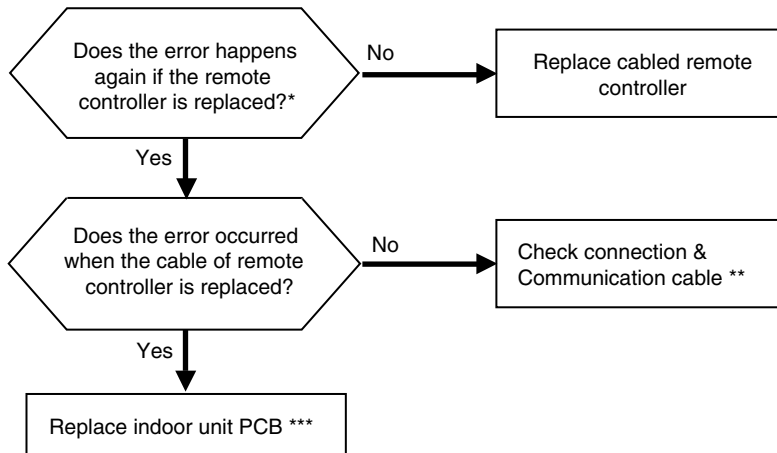 Does the error happens
again if the remote
controller is replaced?*
No
Replace cabled remote
controller
Yes
Does the error occurred
when the cable of remote
controller is replaced?
No
Check connection &
Communication cable **
Yes
Replace indoor unit PCB ***